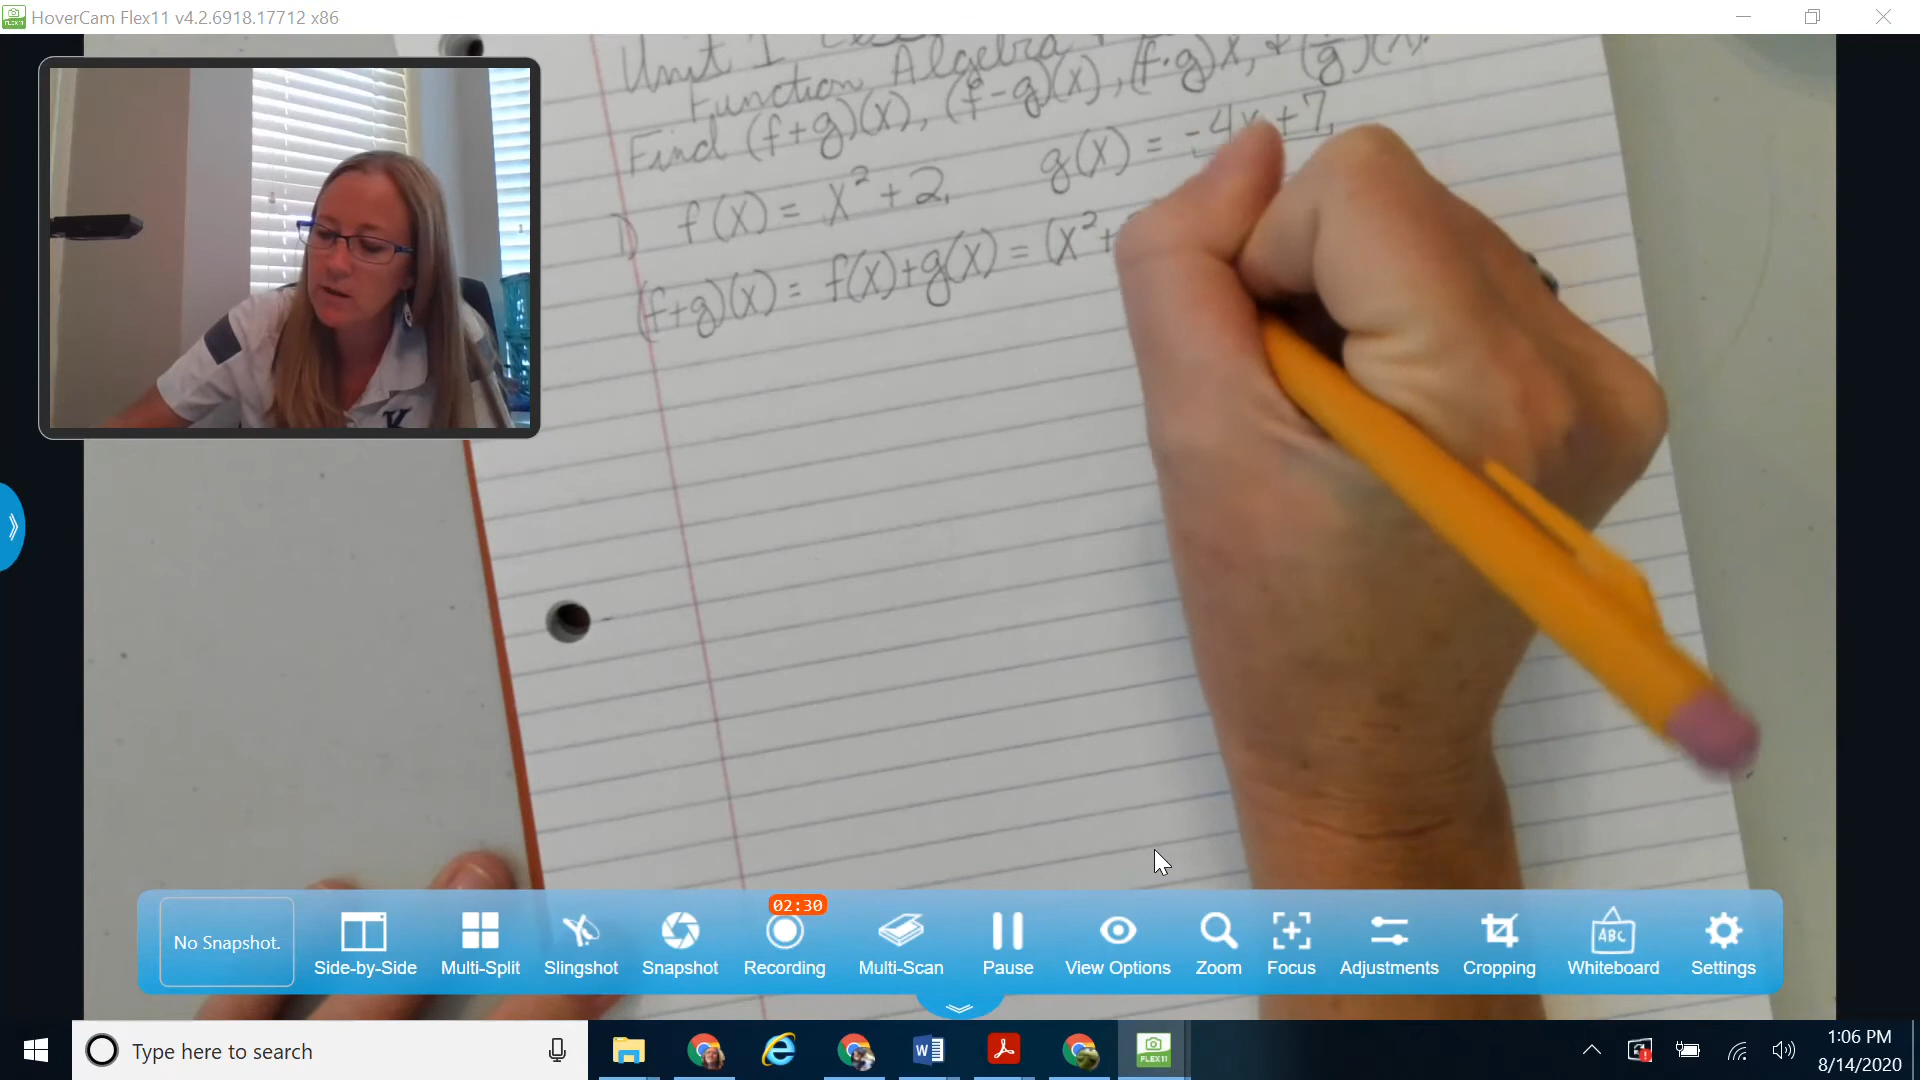 HoverCam Flex11 v4.2.6918.17712 x86
Unit 1
Function Algebra
Find (f+g)(x), (f-g)(x), (f·g)x, + (f/g)(x).
1) f(x) = x²+2, g(x) = -4x+7
(f+g)(x) = f(x)+g(x) = (x²+
No Snapshot.
02:30
Side-by-Side
Multi-Split
Slingshot
Snapshot
Recording
Multi-Scan
Pause
View Options
Zoom
Focus
Adjustments
Cropping
ABC
Whiteboard
Settings
Type here to search
FLEX11
1:06 PM
8/14/2020